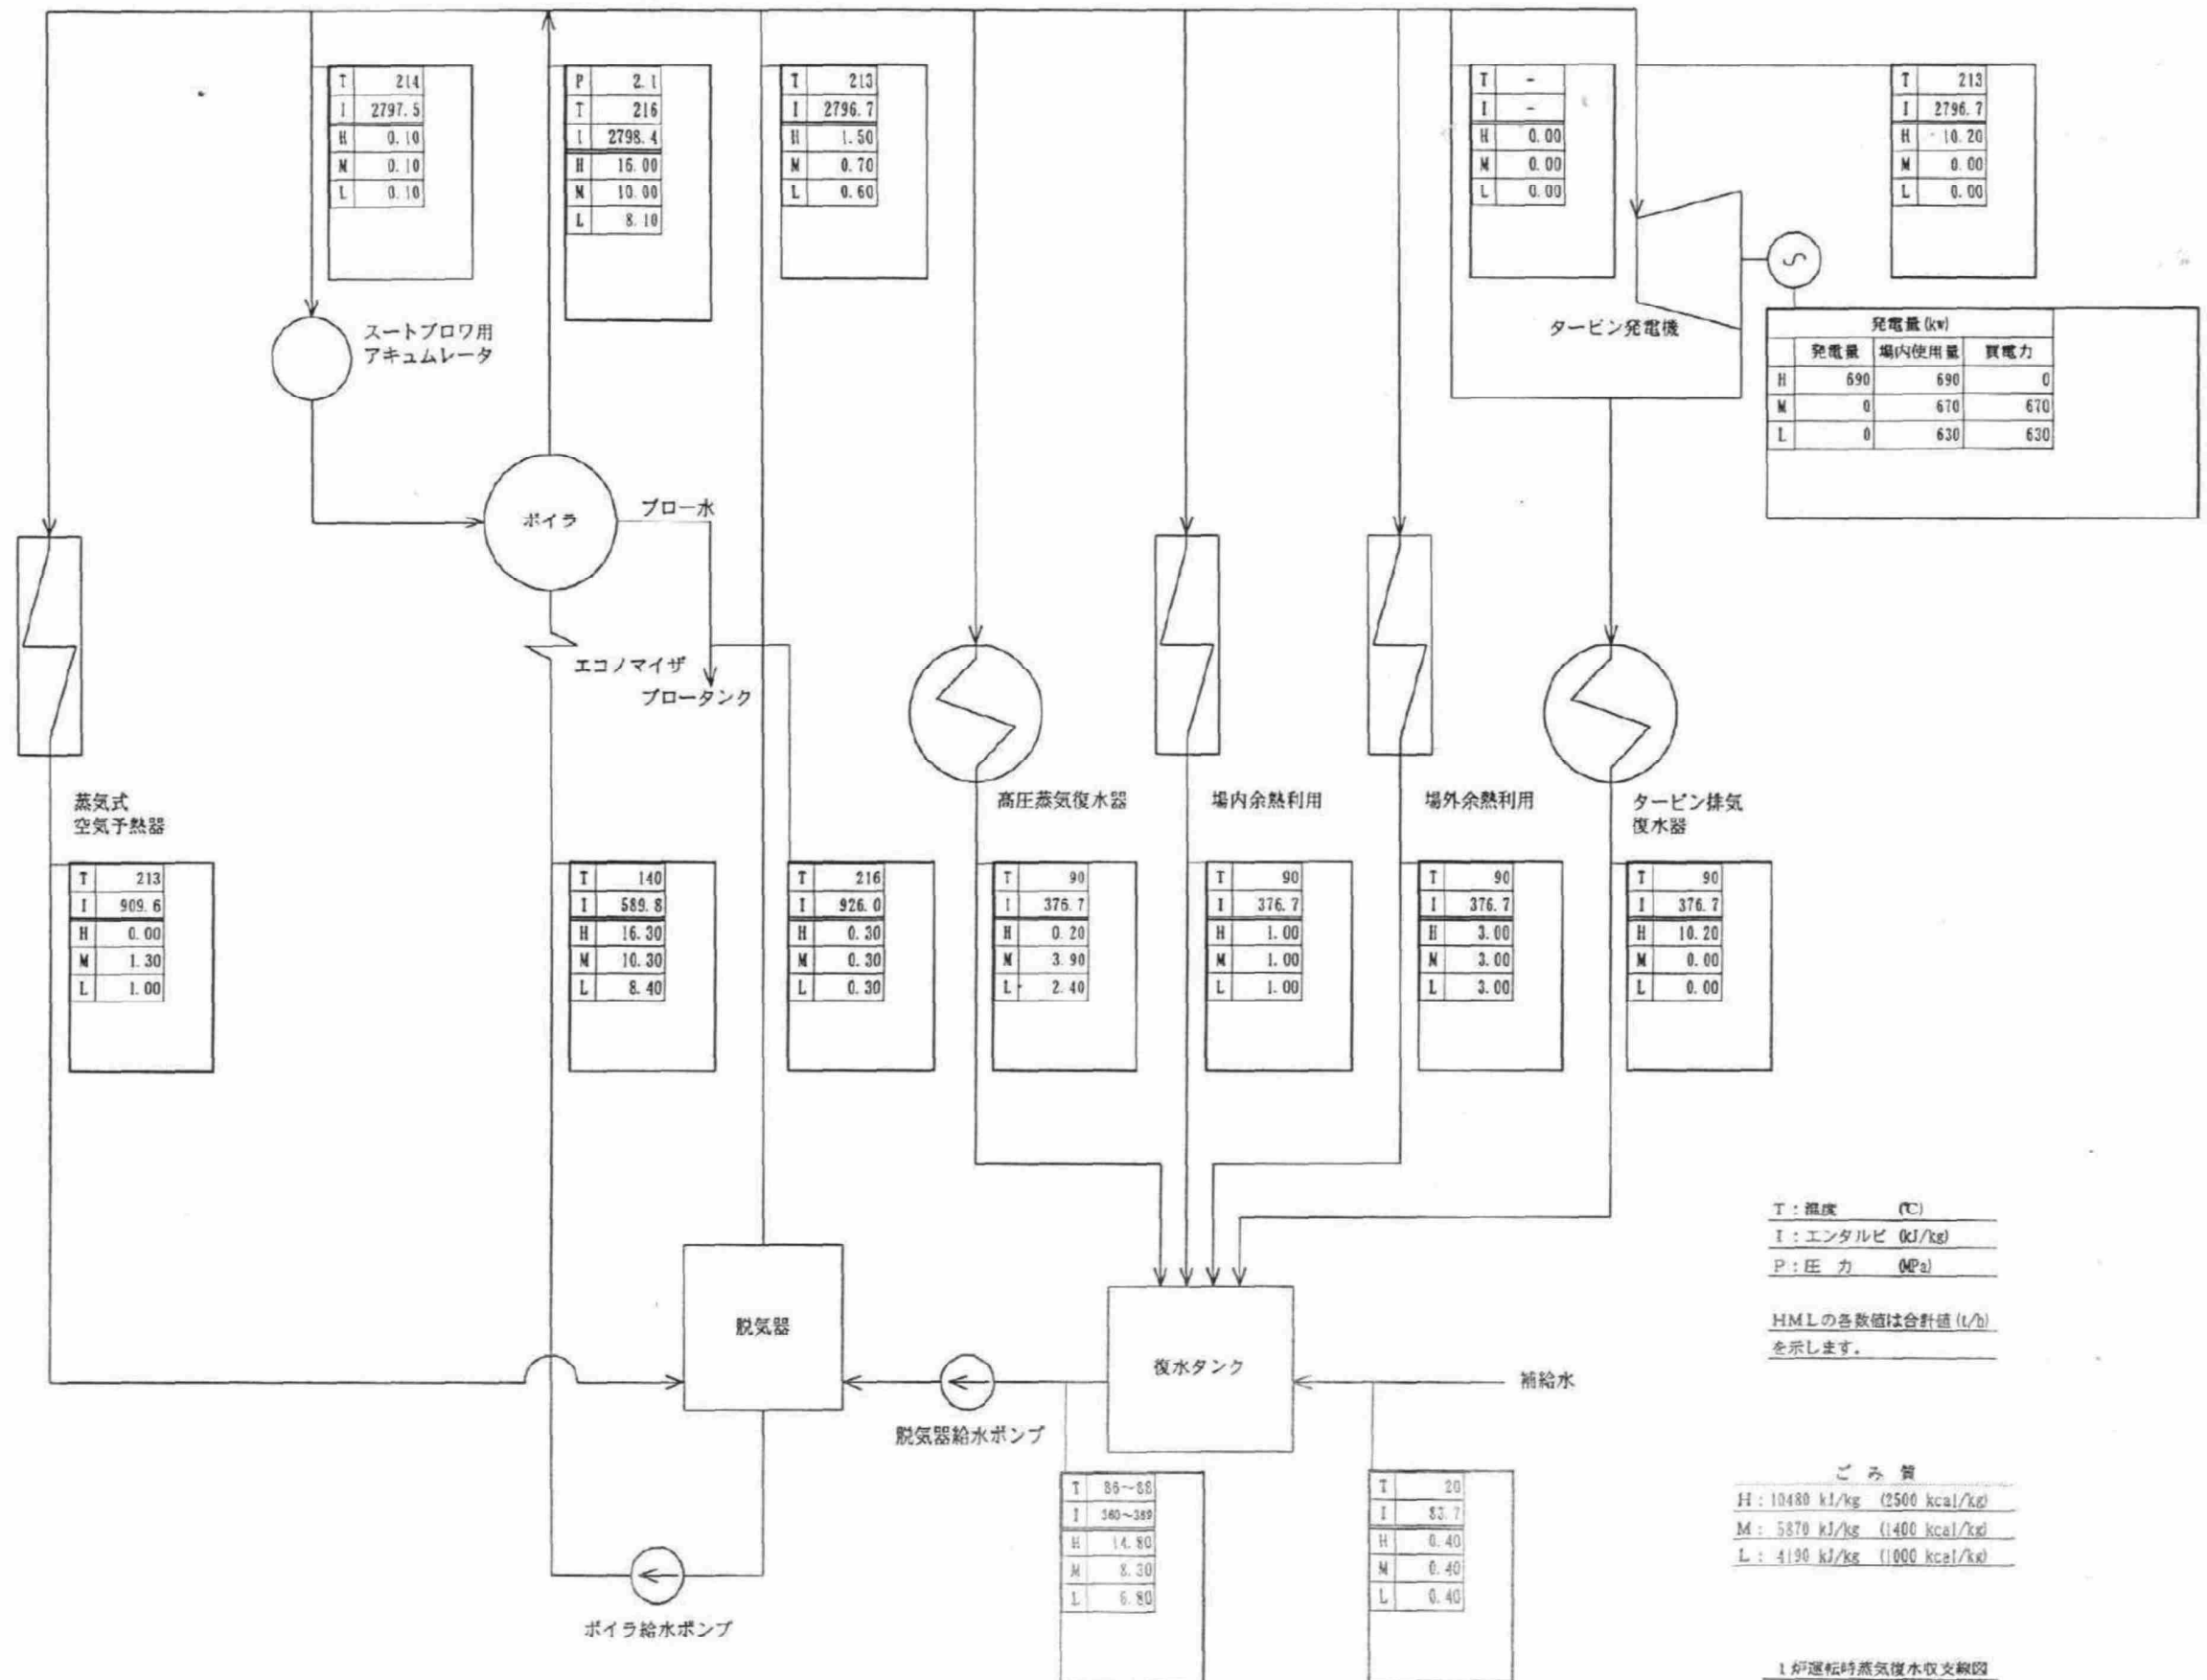 T 214
I 2797.5
H 0.10
M 0.10
L 0.10
P 2.1
T 216
I 2798.4
H 16.00
M 10.00
L 8.10
T 213
I 2796.7
H 1.50
M 0.70
L 0.60
T -
I -
H 0.00
M 0.00
L 0.00
T 213
I 2796.7
H 10.20
M 0.00
L 0.00
スートブロワ用
アキュムレータ
タービン発電機
発電量(kw)
発電量 場内使用量 買電力
H 690 690 0
M 0 670 670
L 0 630 630
ボイラ
ブロー水
エコノマイザ
ブロータンク
蒸気式
空気予熱器
高圧蒸気復水器
場内余熱利用
場外余熱利用
タービン排気
復水器
T 213
I 909.6
H 0.00
M 1.30
L 1.00
T 140
I 589.8
H 16.30
M 10.30
L 8.40
T 216
I 926.0
H 0.30
M 0.30
L 0.30
T 90
I 376.7
H 0.20
M 3.90
L 2.40
T 90
I 376.7
H 1.00
M 1.00
L 1.00
T 90
I 376.7
H 3.00
M 3.00
L 3.00
T 90
I 376.7
H 10.20
M 0.00
L 0.00
T：温度 (℃)
I：エンタルピ (kJ/kg)
P：圧力 (MPa)
HMLの各数値は合計値(t/h)
を示します。
脱気器
復水タンク
補給水
脱気器給水ポンプ
T 86～88
I 360～369
H 14.80
M 8.30
L 6.80
T 20
I 83.7
H 0.40
M 0.40
L 0.40
ごみ質
H：10480 kJ/kg (2500 kcal/kg)
M：5870 kJ/kg (1400 kcal/kg)
L：4190 kJ/kg (1000 kcal/kg)
ボイラ給水ポンプ
1炉運転時蒸気復水収支線図